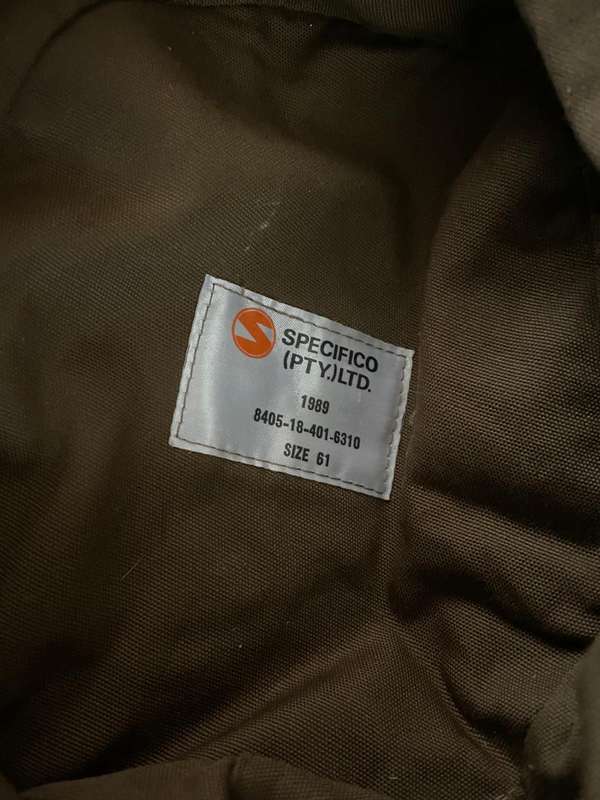 SPECIFICO
(PTY.)LTD.
1989
8405-18-401-6310
SIZE 61